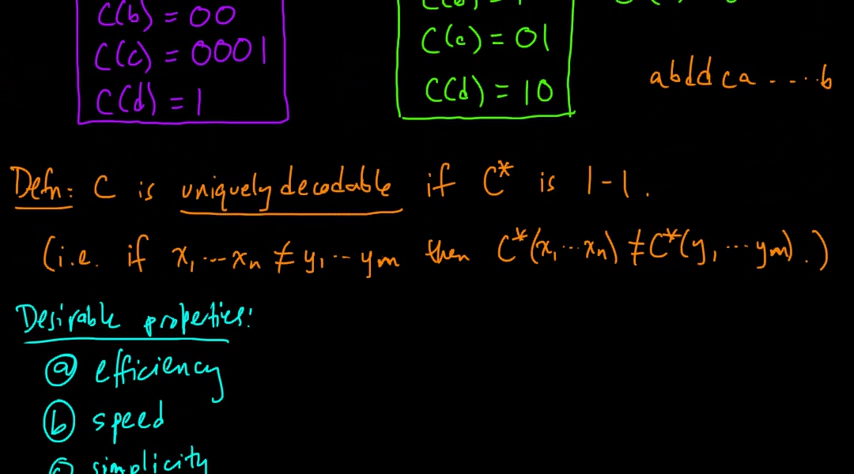 C(b) = 00
C(c) = 0001
C(d) = 1
C(c) = 01
C(d) = 10
abddca....b
Defn: C is uniquely decodable if C* is 1-1.
(i.e. if x₁...xₙ ≠ y₁...yₘ then C*(x₁...xₙ) ≠ C*(y₁...yₘ).)
Desirable properties:
ⓐ efficiency
ⓑ speed
ⓒ simplicity